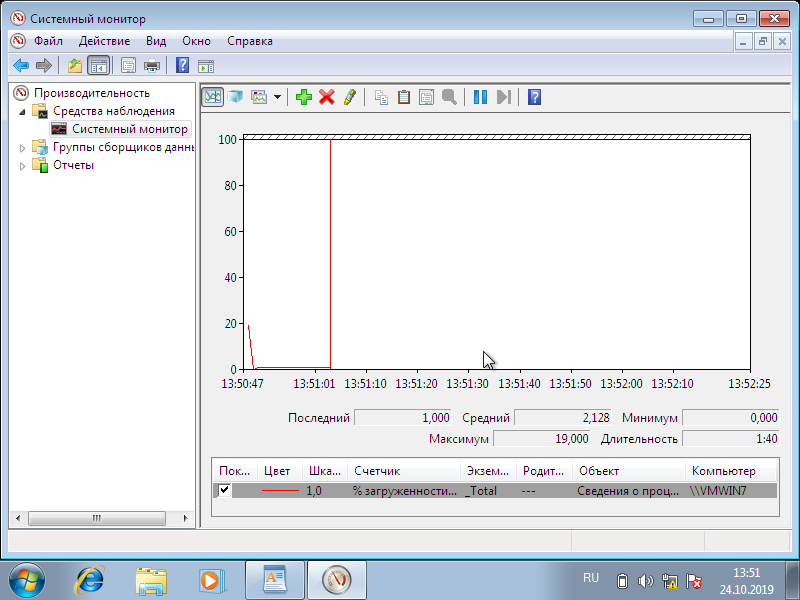 Системный монитор
Файл Действие Вид Окно Справка
Производительность
Средства наблюдения
Системный монитор
Группы сборщиков данны
Отчеты
100
80
60
40
20
0
13:50:47 13:51:01 13:51:10 13:51:20 13:51:30 13:51:40 13:51:50 13:52:00 13:52:10 13:52:25
Последний 1,000 Средний 2,128 Минимум 0,000
Максимум 19,000 Длительность 1:40
Пок... Цвет Шка... Счетчик Экзем... Родит... Объект Компьютер
1,0 % загруженности... _Total --- Сведения о проц... \\VMWIN7
RU 13:51
24.10.2019